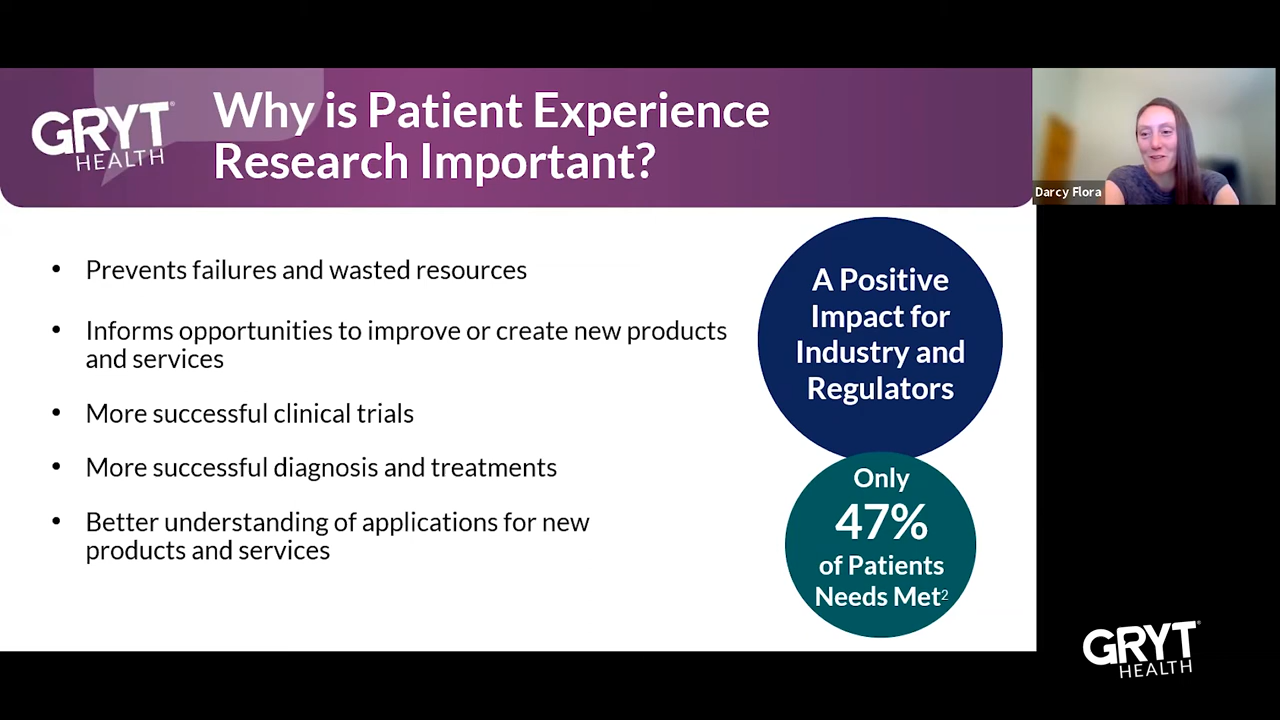 GRYT®
HEALTH
Why is Patient Experience
Research Important?
Darcy Flora
• Prevents failures and wasted resources
• Informs opportunities to improve or create new products
and services
• More successful clinical trials
• More successful diagnosis and treatments
• Better understanding of applications for new
products and services
A Positive
Impact for
Industry and
Regulators
Only
47%
of Patients
Needs Met2
GRYT®
HEALTH